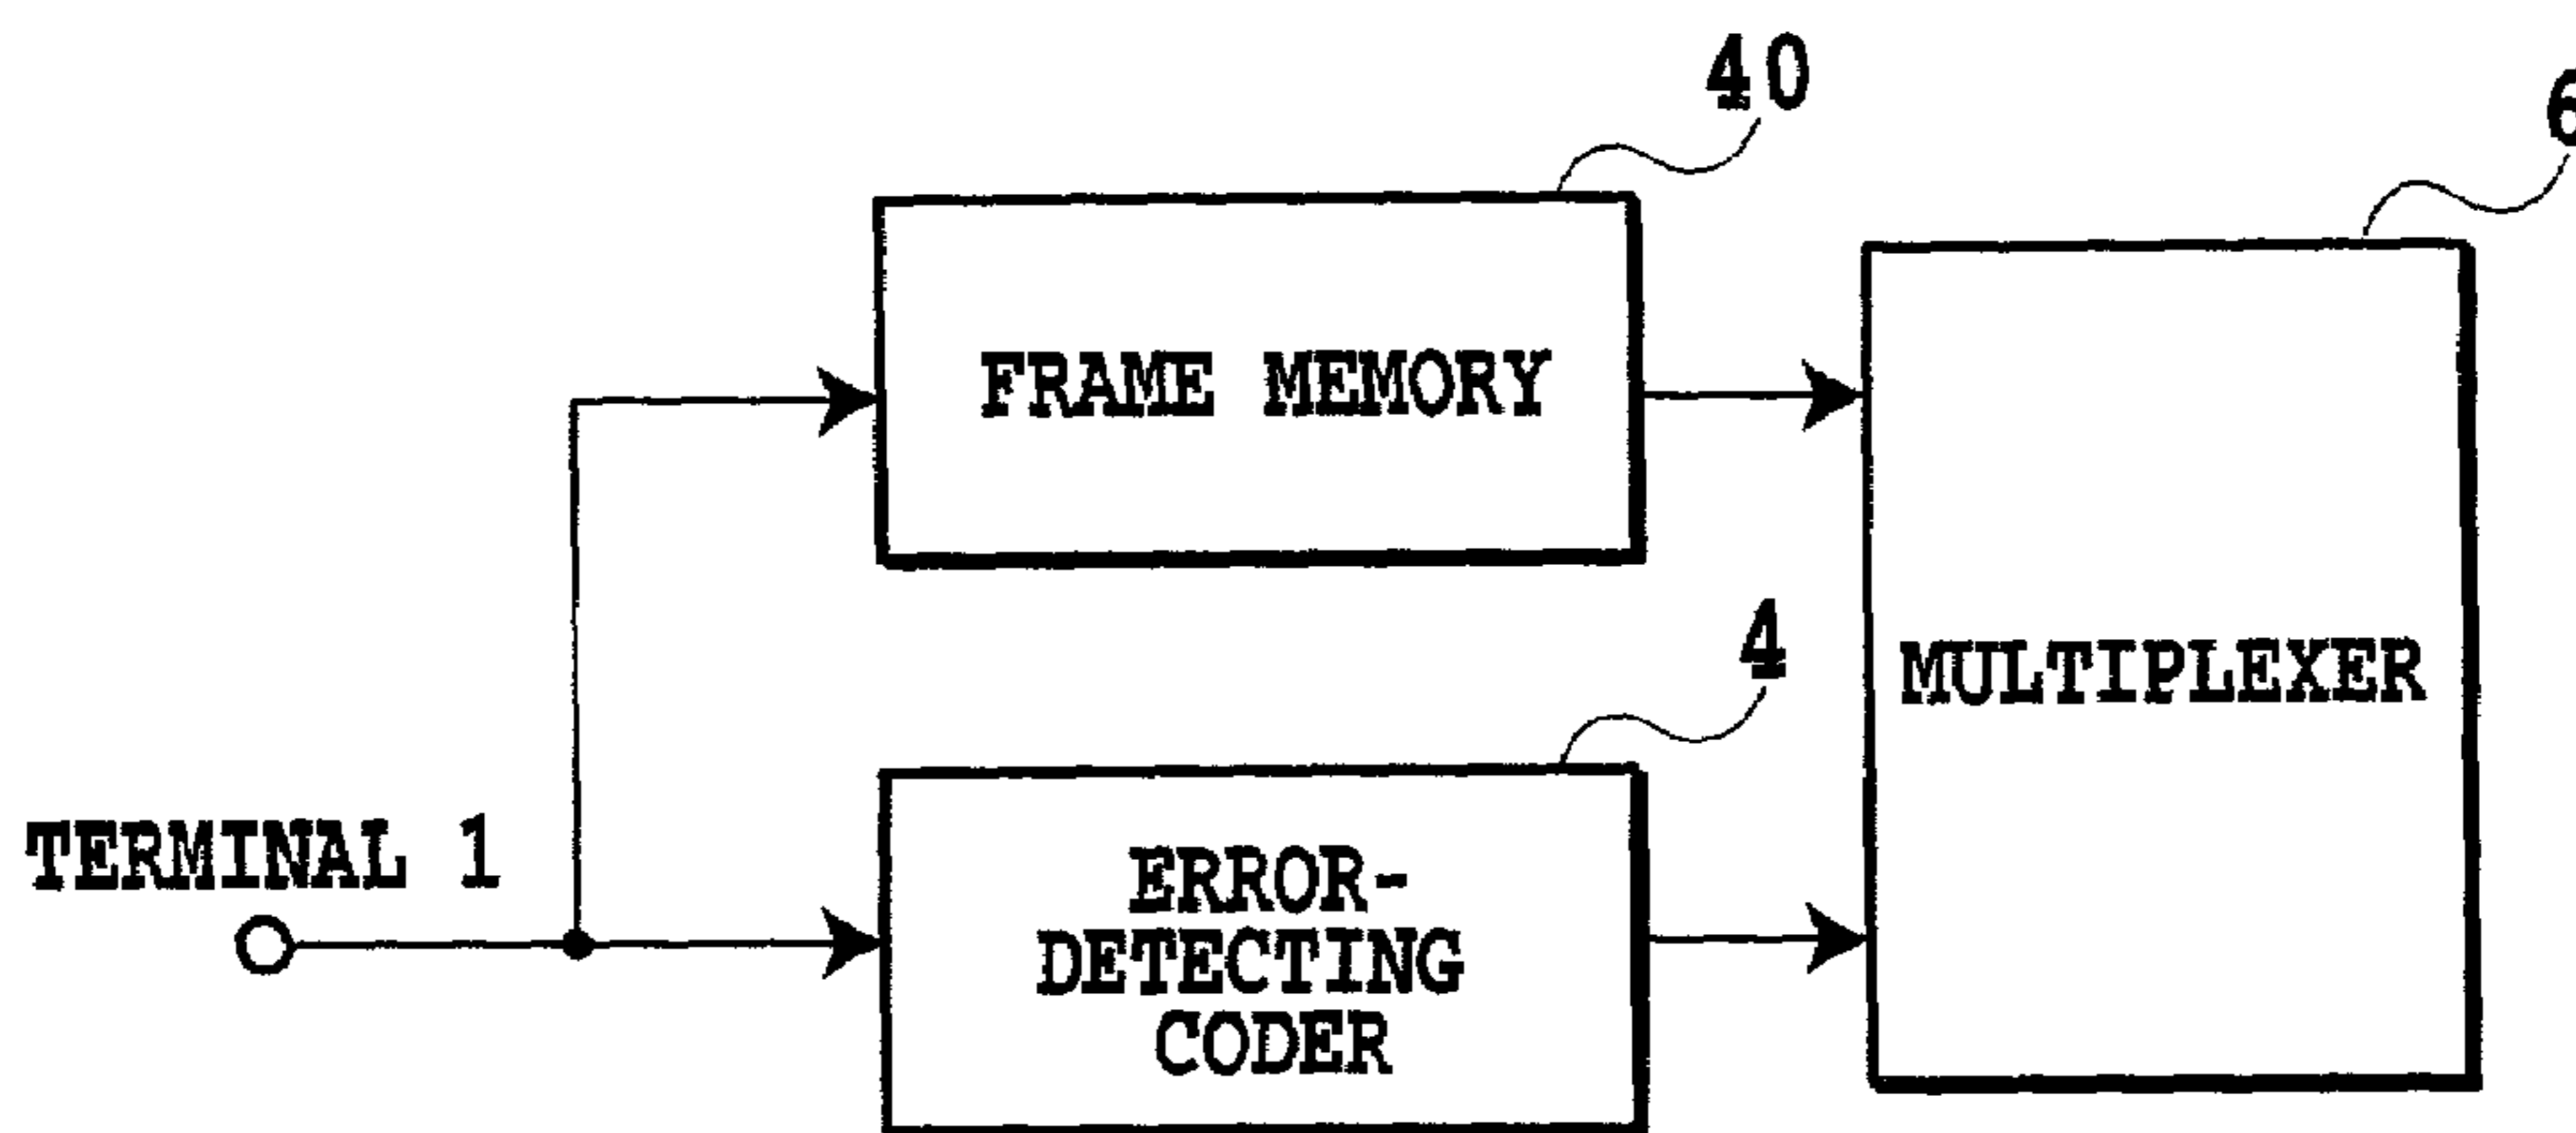 40
6
FRAME MEMORY
4
MULTIPLEXER
TERMINAL 1
ERROR-
DETECTING
CODER